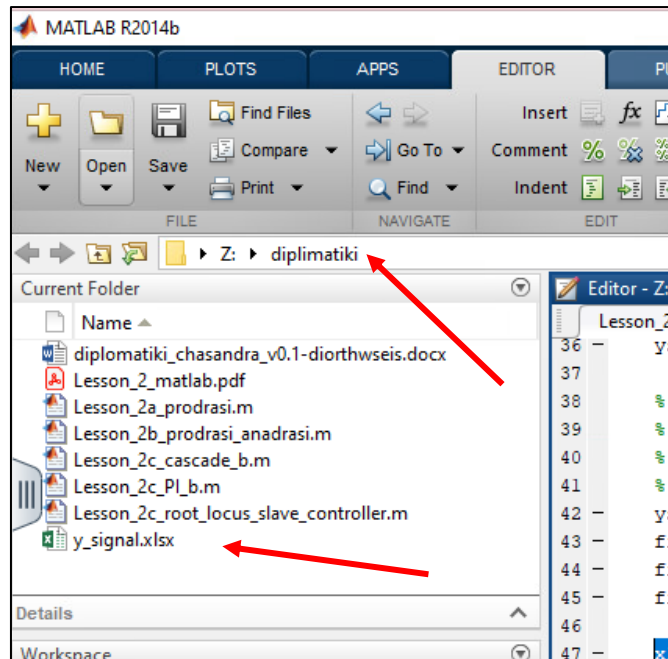 MATLAB R2014b
HOME PLOTS APPS EDITOR
New Open Save
Find Files
Compare
Print
FILE
Go To
Find
NAVIGATE
Insert fx
Comment % %
Indent
EDIT
Z: diplimatiki
Current Folder
Name
diplomatiki_chasandra_v0.1-diorthwseis.docx
Lesson_2_matlab.pdf
Lesson_2a_prodrasi.m
Lesson_2b_prodrasi_anadrasi.m
Lesson_2c_cascade_b.m
Lesson_2c_PI_b.m
Lesson_2c_root_locus_slave_controller.m
y_signal.xlsx
Details
Workspace
Editor - Z:
Lesson_2
36 –
37
38 %
39 %
40 %
41 %
42 –
43 –
44 –
45 –
46
47 – x